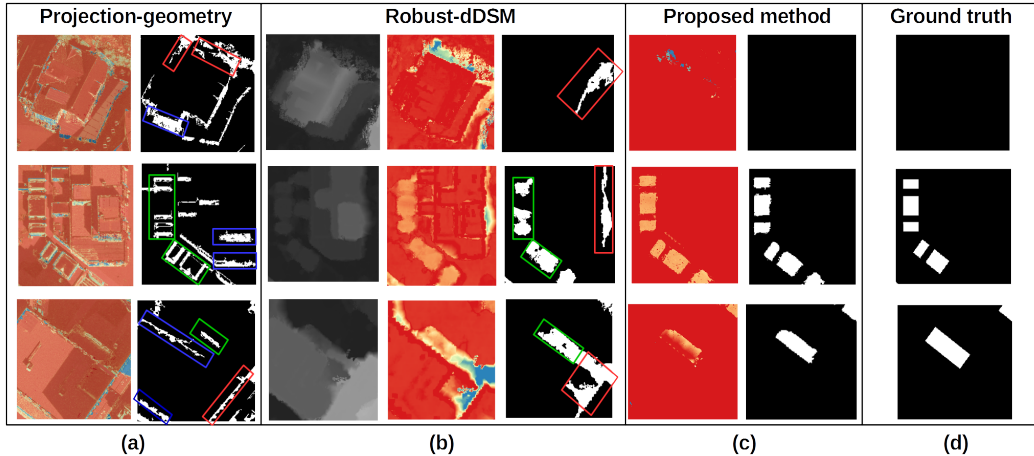 Projection-geometry Robust-dDSM Proposed method Ground truth
(a) (b) (c) (d)